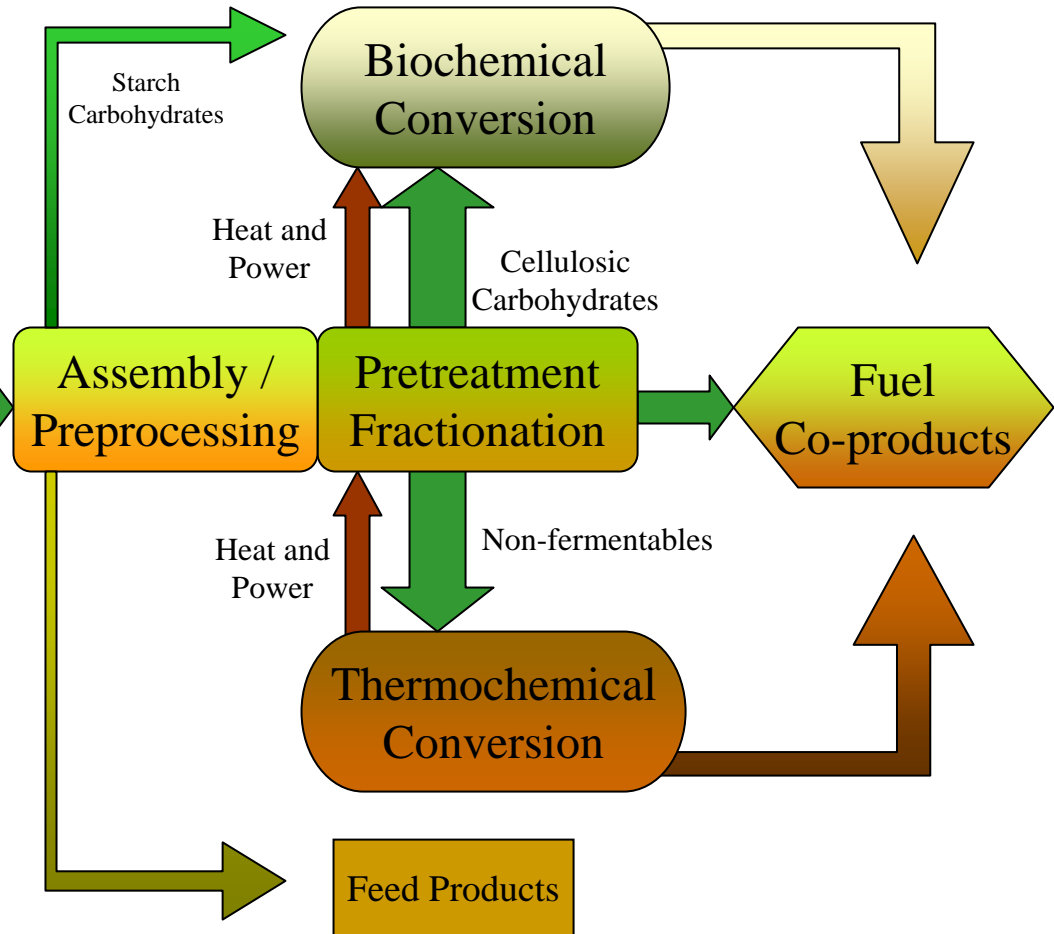 Biochemical
Conversion
Starch
Carbohydrates
Heat and
Power
Cellulosic
Carbohydrates
Assembly /
Preprocessing
Pretreatment
Fractionation
Fuel
Co-products
Heat and
Power
Non-fermentables
Thermochemical
Conversion
Feed Products